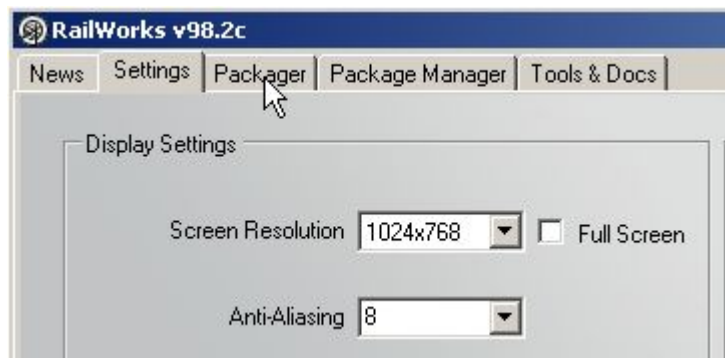 RailWorks v98.2c
News Settings Packager Package Manager Tools & Docs
Display Settings
Screen Resolution 1024x768 Full Screen
Anti-Aliasing 8